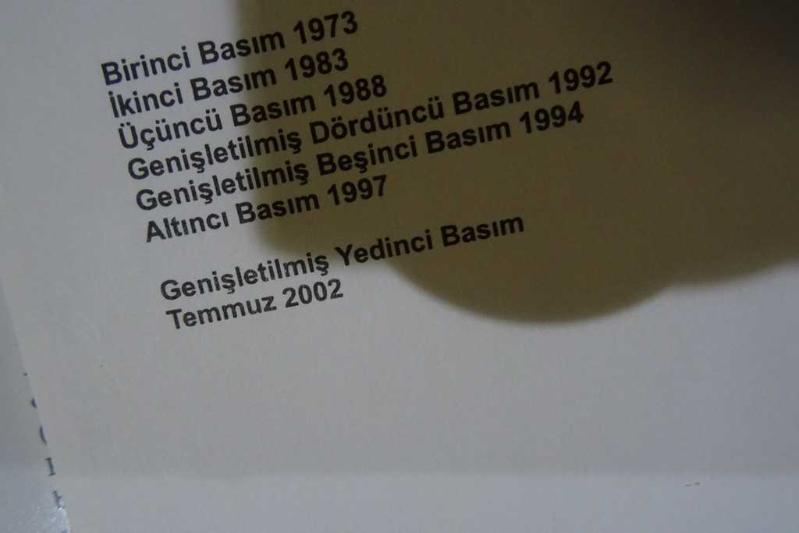 Birinci Basım 1973
İkinci Basım 1983
Üçüncü Basım 1988
Genişletilmiş Dördüncü Basım 1992
Genişletilmiş Beşinci Basım 1994
Altıncı Basım 1997
Genişletilmiş Yedinci Basım
Temmuz 2002